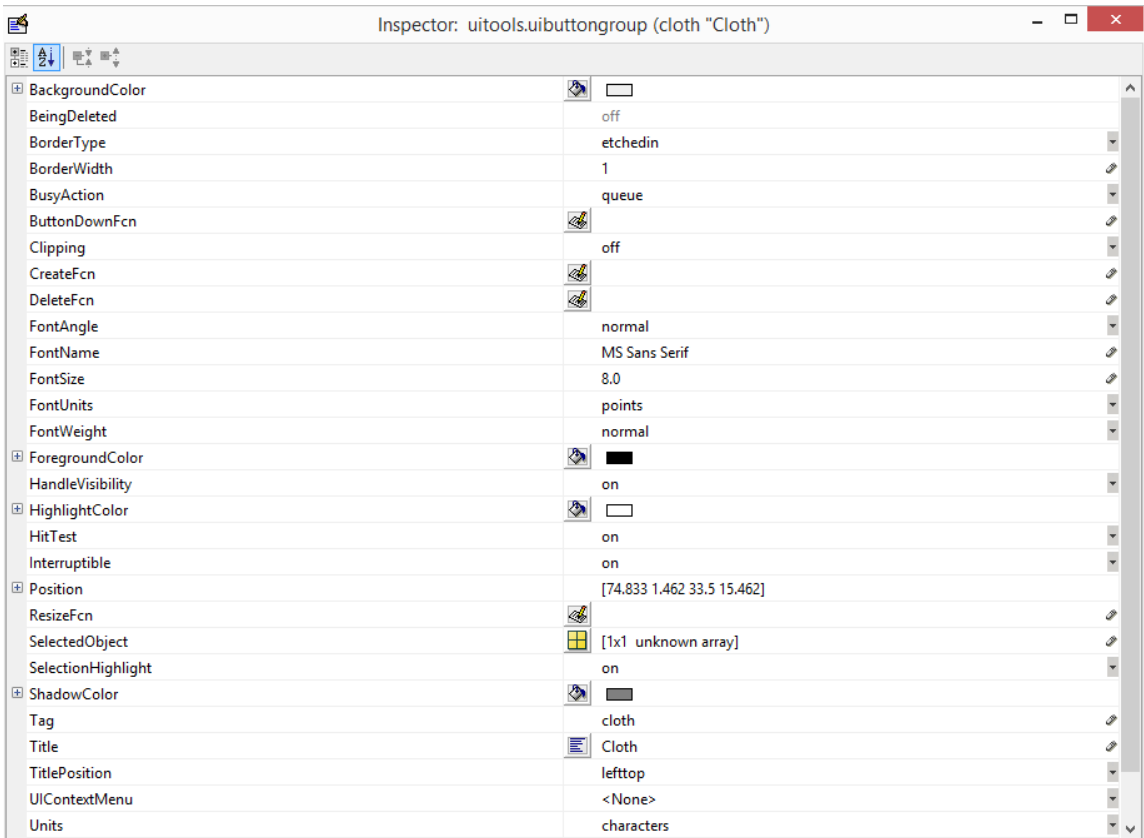 Inspector: uitools.uibuttongroup (cloth "Cloth")
BackgroundColor
BeingDeleted off
BorderType etchedin
BorderWidth 1
BusyAction queue
ButtonDownFcn
Clipping off
CreateFcn
DeleteFcn
FontAngle normal
FontName MS Sans Serif
FontSize 8.0
FontUnits points
FontWeight normal
ForegroundColor
HandleVisibility on
HighlightColor
HitTest on
Interruptible on
Position [74.833 1.462 33.5 15.462]
ResizeFcn
SelectedObject [1x1 unknown array]
SelectionHighlight on
ShadowColor
Tag cloth
Title Cloth
TitlePosition lefttop
UIContextMenu <None>
Units characters